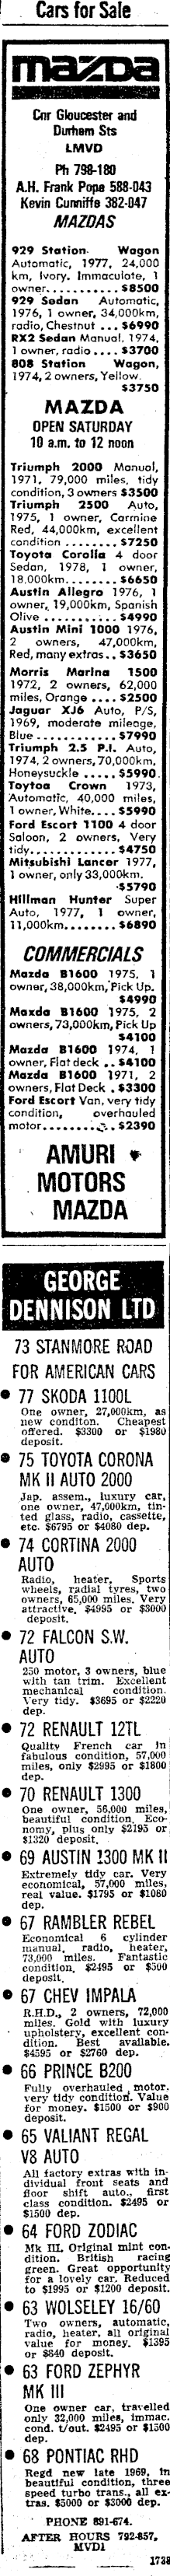 Cars for Sale
mazda
Cnr Gloucester and
Durham Sts
LMVD
Ph 798-180
A.H. Frank Pope 588-043
Kevin Cunniffe 382-047
MAZDAS
929 Station Wagon
Automatic, 1977, 24,000
km, Ivory. Immaculate, 1
owner........... $8500
929 Sedan Automatic,
1976, 1 owner, 34,000km,
radio, Chestnut ... $6990
RX2 Sedan Manual, 1974,
1 owner, radio.... $3700
808 Station Wagon,
1974, 2 owners, Yellow.
$3750
MAZDA
OPEN SATURDAY
10 a.m. to 12 noon
Triumph 2000 Manual,
1971, 79,000 miles, tidy
condition, 3 owners $3500
Triumph 2500 Auto,
1975, 1 owner, Carmine
Red, 44,000km, excellent
condition ........ $7250
Toyota Corolla 4 door
Sedan, 1978, 1 owner,
18,000km........ $6650
Austin Allegro 1976, 1
owner, 19,000km, Spanish
Olive ........... $4990
Austin Mini 1000 1976,
2 owners, 47,000km,
Red, many extras.. $3650
Morris Marina 1500
1972, 2 owners, 62,000
miles, Orange .... $2500
Jaguar XJ6 Auto, P/S,
1969, moderate mileage,
Blue............ $7990
Triumph 2.5 P.I. Auto,
1974, 2 owners, 70,000km,
Honeysuckle ..... $5990
Toytoa Crown 1973,
Automatic, 40,000 miles,
1 owner, White.... $5990
Ford Escort 1100 4 door
Saloon, 2 owners, Very
tidy............. $4750
Mitsubishi Lancer 1977,
1 owner, only 33,000km.
$5790
Hillman Hunter Super
Auto, 1977, 1 owner,
11,000km........ $6890
COMMERCIALS
Mazda B1600 1975, 1
owner, 38,000km, Pick Up.
$4990
Maxda B1600 1975, 2
owners, 73,000km, Pick Up
$4100
Mazda B1600 1974, 1
owner, Flat deck .. $4100
Mazda B1600 1971, 2
owners, Flat Deck . $3300
Ford Escort Van, very tidy
condition, overhauled
motor............ $2390
AMURI
MOTORS
MAZDA
GEORGE
DENNISON LTD
73 STANMORE ROAD
FOR AMERICAN CARS
• 77 SKODA 1100L
One owner, 27,000km, as
new conditon. Cheapest
offered. $3300 or $1980
deposit.
• 75 TOYOTA CORONA
MK II AUTO 2000
Jap. assem., luxury car,
one owner, 47,000km, tin-
ted glass, radio, cassette,
etc. $6795 or $4080 dep.
• 74 CORTINA 2000
AUTO
Radio, heater, Sports
wheels, radial tyres, two
owners, 65,000 miles. Very
attractive. $4995 or $3000
deposit.
• 72 FALCON S.W.
AUTO
250 motor, 3 owners, blue
with tan trim. Excellent
mechanical condition.
Very tidy. $3695 or $2220
dep.
• 72 RENAULT 12TL
Quality French car in
fabulous condition, 57,000
miles, only $2995 or $1800
dep.
• 70 RENAULT 1300
One owner, 56,000 miles,
beautiful condition. Eco-
nomy, plus only $2195 or
$1320 deposit.
• 69 AUSTIN 1300 MK II
Extremely tidy car. Very
economical, 57,000 miles,
real value. $1795 or $1080
dep.
• 67 RAMBLER REBEL
Economical 6 cylinder
manual, radio, heater,
73,000 miles. Fantastic
condition. $2495 or $500
deposit.
• 67 CHEV IMPALA
R.H.D., 2 owners, 72,000
miles. Gold with luxury
upholstery, excellent con-
dition. Best available.
$4595 or $2760 dep.
• 66 PRINCE B200
Fully overhauled motor,
very tidy condition. Value
for money. $1500 or $900
deposit.
• 65 VALIANT REGAL
V8 AUTO
All factory extras with in-
dividual front seats and
floor shift auto., first
class condition. $2495 or
$1500 dep.
• 64 FORD ZODIAC
Mk III. Original mint con-
dition. British racing
green. Great opportunity
for a lovely car. Reduced
to $1995 or $1200 deposit.
• 63 WOLSELEY 16/60
Two owners, automatic,
radio, heater, all original
value for money. $1395
or $840 deposit.
• 63 FORD ZEPHYR
MK III
One owner car, travelled
only 32,000 miles, immac.
cond. t/out. $2495 or $1500
dep.
• 68 PONTIAC RHD
Regd new late 1969, in
beautiful condition, three
speed turbo trans., all ex-
tras. $5000 or $3000 dep.
PHONE 891-674.
AFTER HOURS 792-857,
MVD1
1738